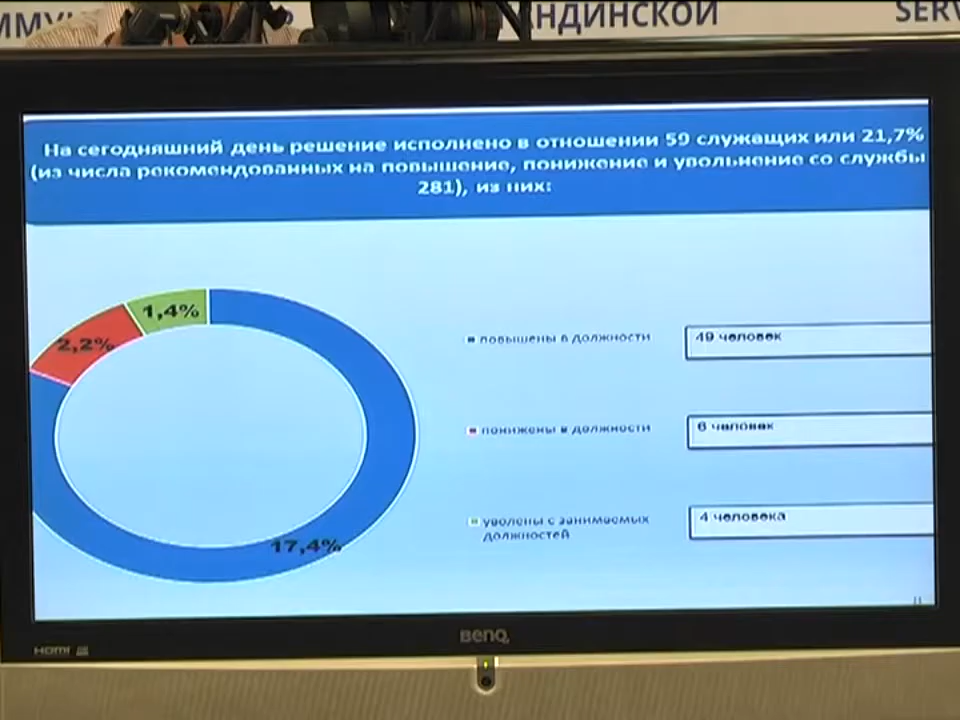 НДИНСКОЙ
SERV
На сегодняшний день решение исполнено в отношении 59 служащих или 21,7%
(из числа рекомендованных на повышение, понижение и увольнение со службы
281), из них:
1,4%
2,2%
17,4%
повышены в должности
49 человек
понижены в должности
6 человек
уволены с занимаемых
должностей
4 человека
BenQ
HDMI